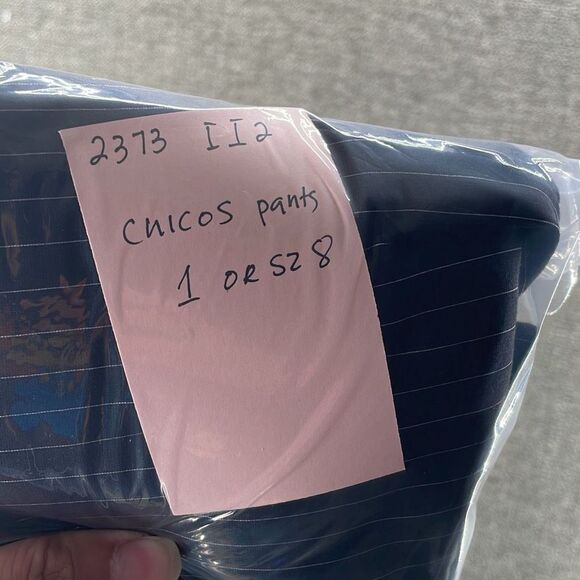 2373 II2
CHICOS pants
1 OR SZ 8